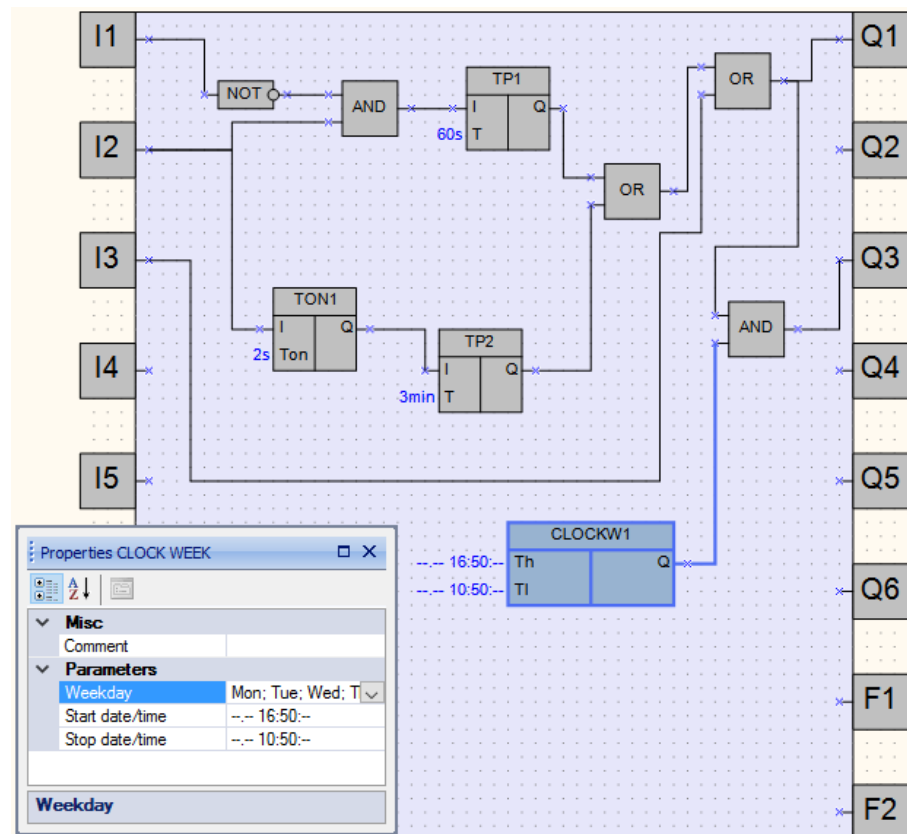 I1
Q1
NOT
AND
TP1
I
Q
60s
T
OR
I2
Q2
OR
I3
Q3
TON1
I
Q
2s
Ton
TP2
I
Q
3min
T
AND
I4
Q4
I5
Q5
CLOCKW1
--.-- 16:50:--
Th
Q
--.-- 10:50:--
Tl
Q6
F1
F2
Properties CLOCK WEEK
Misc
Comment
Parameters
Weekday Mon; Tue; Wed; T
Start date/time --.-- 16:50:--
Stop date/time --.-- 10:50:--
Weekday